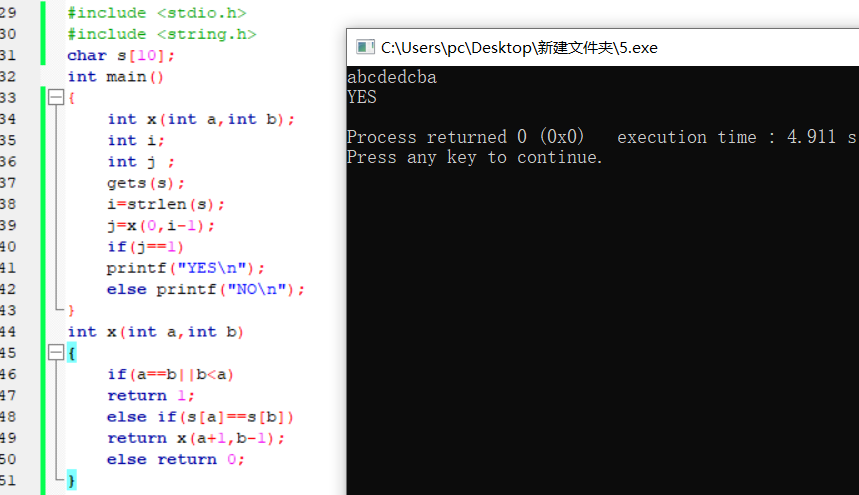 29 #include <stdio.h>
30 #include <string.h>
31 char s[10];
32 int main()
33 {
34 int x(int a,int b);
35 int i;
36 int j ;
37 gets(s);
38 i=strlen(s);
39 j=x(0,i-1);
40 if(j==1)
41 printf("YES\n");
42 else printf("NO\n");
43 }
44 int x(int a,int b)
45 {
46 if(a==b||b<a)
47 return 1;
48 else if(s[a]==s[b])
49 return x(a+1,b-1);
50 else return 0;
51 }
C:\Users\pc\Desktop\新建文件夹\5.exe
abcdedcba
YES
Process returned 0 (0x0) execution time : 4.911 s
Press any key to continue.